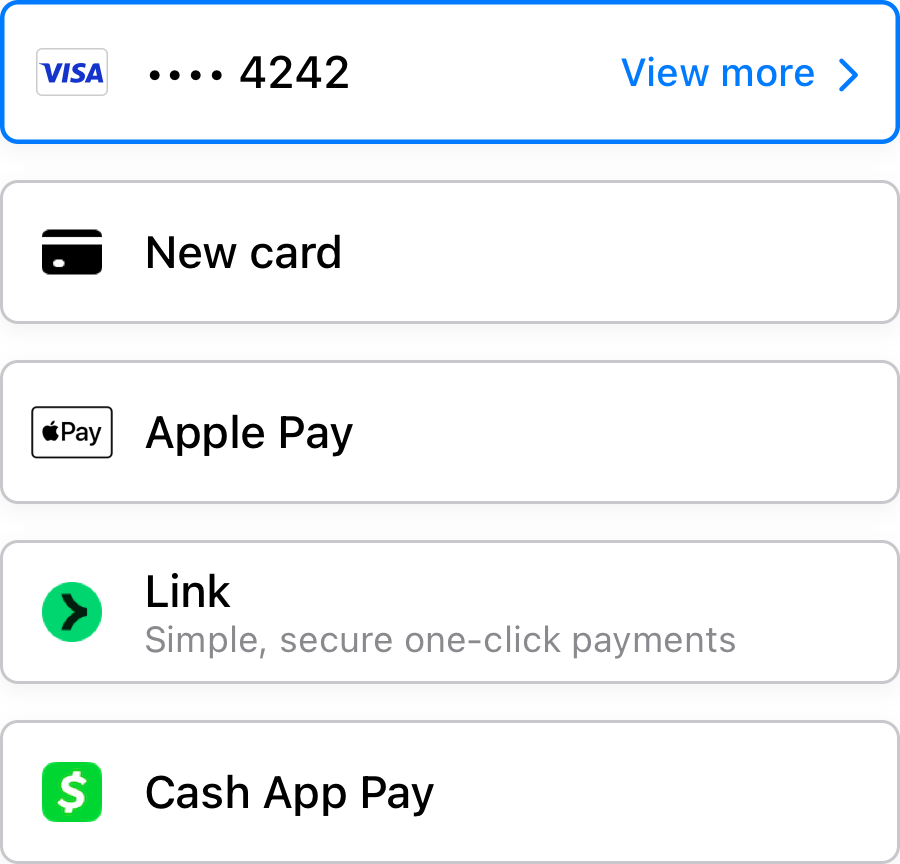 VISA •••• 4242 View more
New card
Pay Apple Pay
Link
Simple, secure one-click payments
$ Cash App Pay